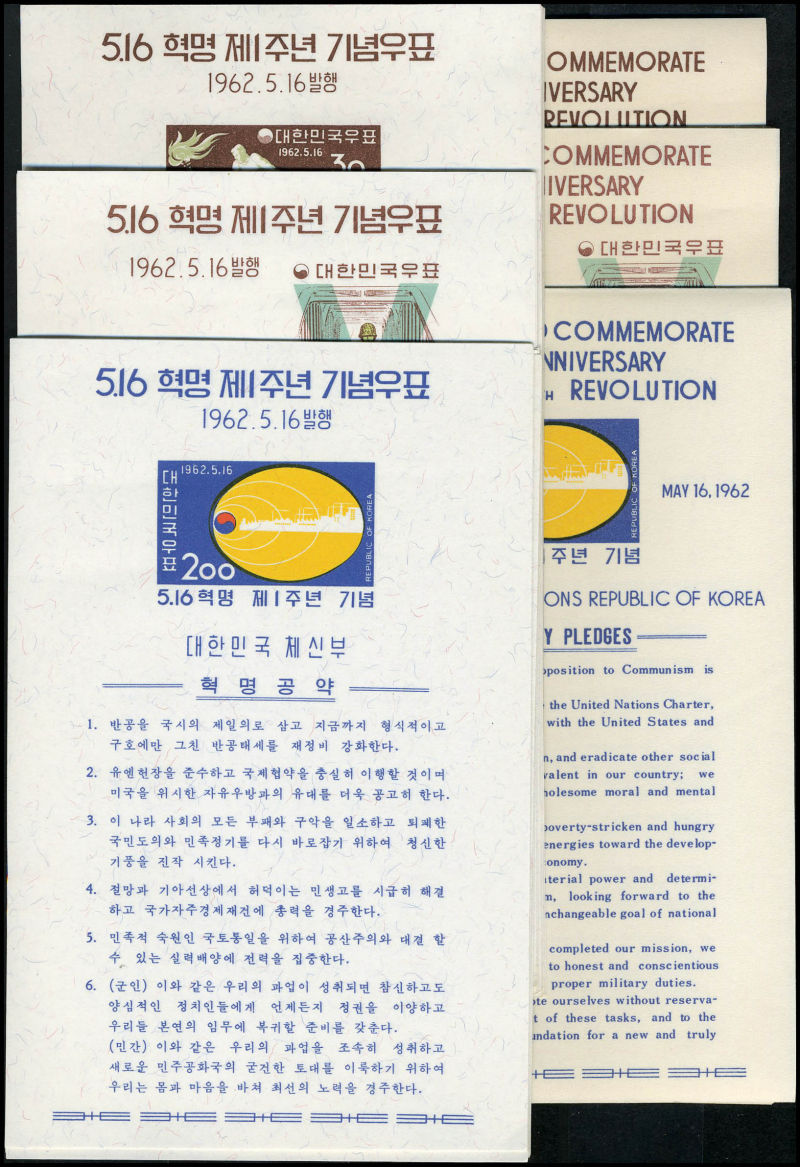 5.16 혁명 제1주년 기념우표
1962.5.16 발행
대한민국우표
1962.5.16
30
5.16 혁명 제1주년 기념우표
1962.5.16 발행
대한민국우표
5.16 혁명 제1주년 기념우표
1962.5.16 발행
1962.5.16
대한민국우표
200
REPUBLIC OF KOREA
5.16 혁명 제1주년 기념
대한민국 체신부
혁명공약
1. 반공을 국시의 제일의로 삼고 지금까지 형식적이고
구호에만 그친 반공태세를 재정비 강화한다.
2. 유엔헌장을 준수하고 국제협약을 충실히 이행할 것이며
미국을 위시한 자유우방과의 유대를 더욱 공고히 한다.
3. 이 나라 사회의 모든 부패와 구악을 일소하고 퇴폐한
국민도의와 민족정기를 다시 바로잡기 위하여 청신한
기풍을 진작 시킨다.
4. 절망과 기아선상에서 허덕이는 민생고를 시급히 해결
하고 국가자주경제재건에 총력을 경주한다.
5. 민족적 숙원인 국토통일을 위하여 공산주의와 대결 할
수 있는 실력배양에 전력을 집중한다.
6. (군인) 이와 같은 우리의 과업이 성취되면 참신하고도
양심적인 정치인들에게 언제든지 정권을 이양하고
우리들 본연의 임무에 복귀할 준비를 갖춘다.
(민간) 이와같은 우리의 과업을 조속히 성취하고
새로운 민주공화국의 굳건한 토대를 이룩하기 위하여
우리는 몸과 마음을 바쳐 최선의 노력을 경주한다.
OMMEMORATE
IVERSARY
REVOLUTION
COMMEMORATE
IVERSARY
REVOLUTION
대한민국우표
O COMMEMORATE
NNIVERSARY
H REVOLUTION
REPUBLIC OF KOREA
MAY 16, 1962
1주년 기념
ONS REPUBLIC OF KOREA
Y PLEDGES
position to Communism is
the United Nations Charter,
with the United States and
n, and eradicate other social
valent in our country; we
holesome moral and mental
poverty-stricken and hungry
energies toward the develop-
onomy.
terial power and determi-
m, looking forward to the
nchangeable goal of national
completed our mission, we
to honest and conscientious
proper military duties.
ote ourselves without reserva-
t of these tasks, and to the
undation for a new and truly